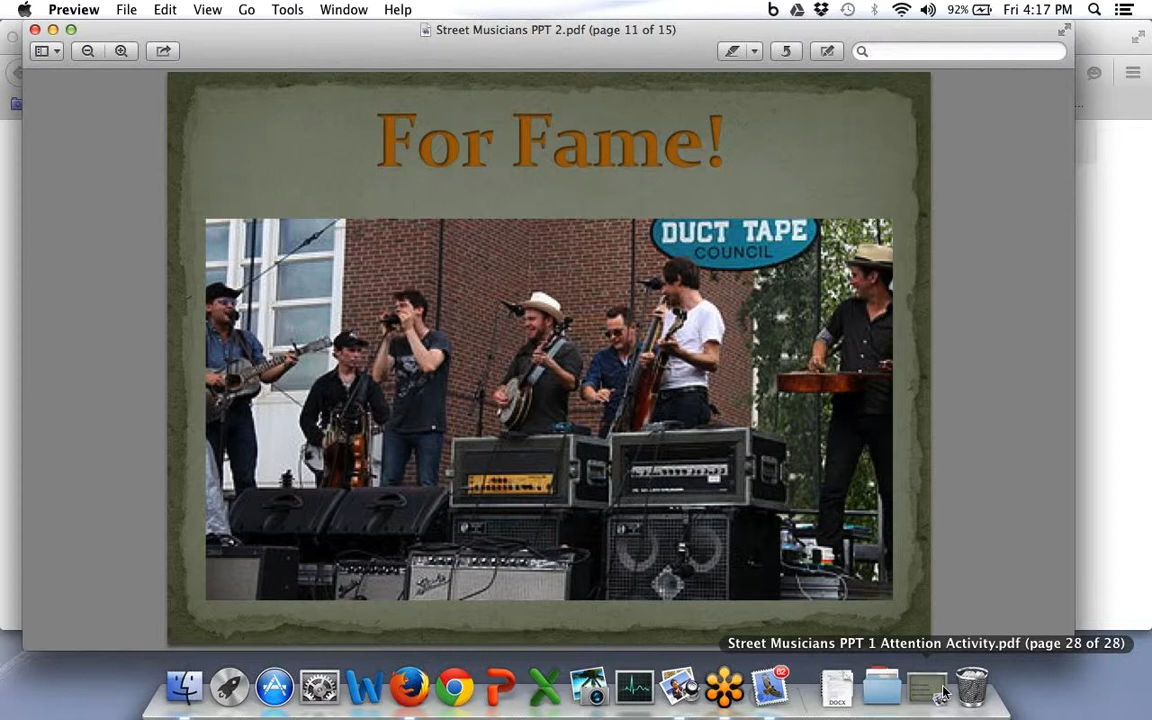 Preview File Edit View Go Tools Window Help 92% Fri 4:17 PM
Street Musicians PPT 2.pdf (page 11 of 15)
For Fame!
DUCT TAPE
COUNCIL
Street Musicians PPT 1 Attention Activity.pdf (page 28 of 28)
62
DOCX